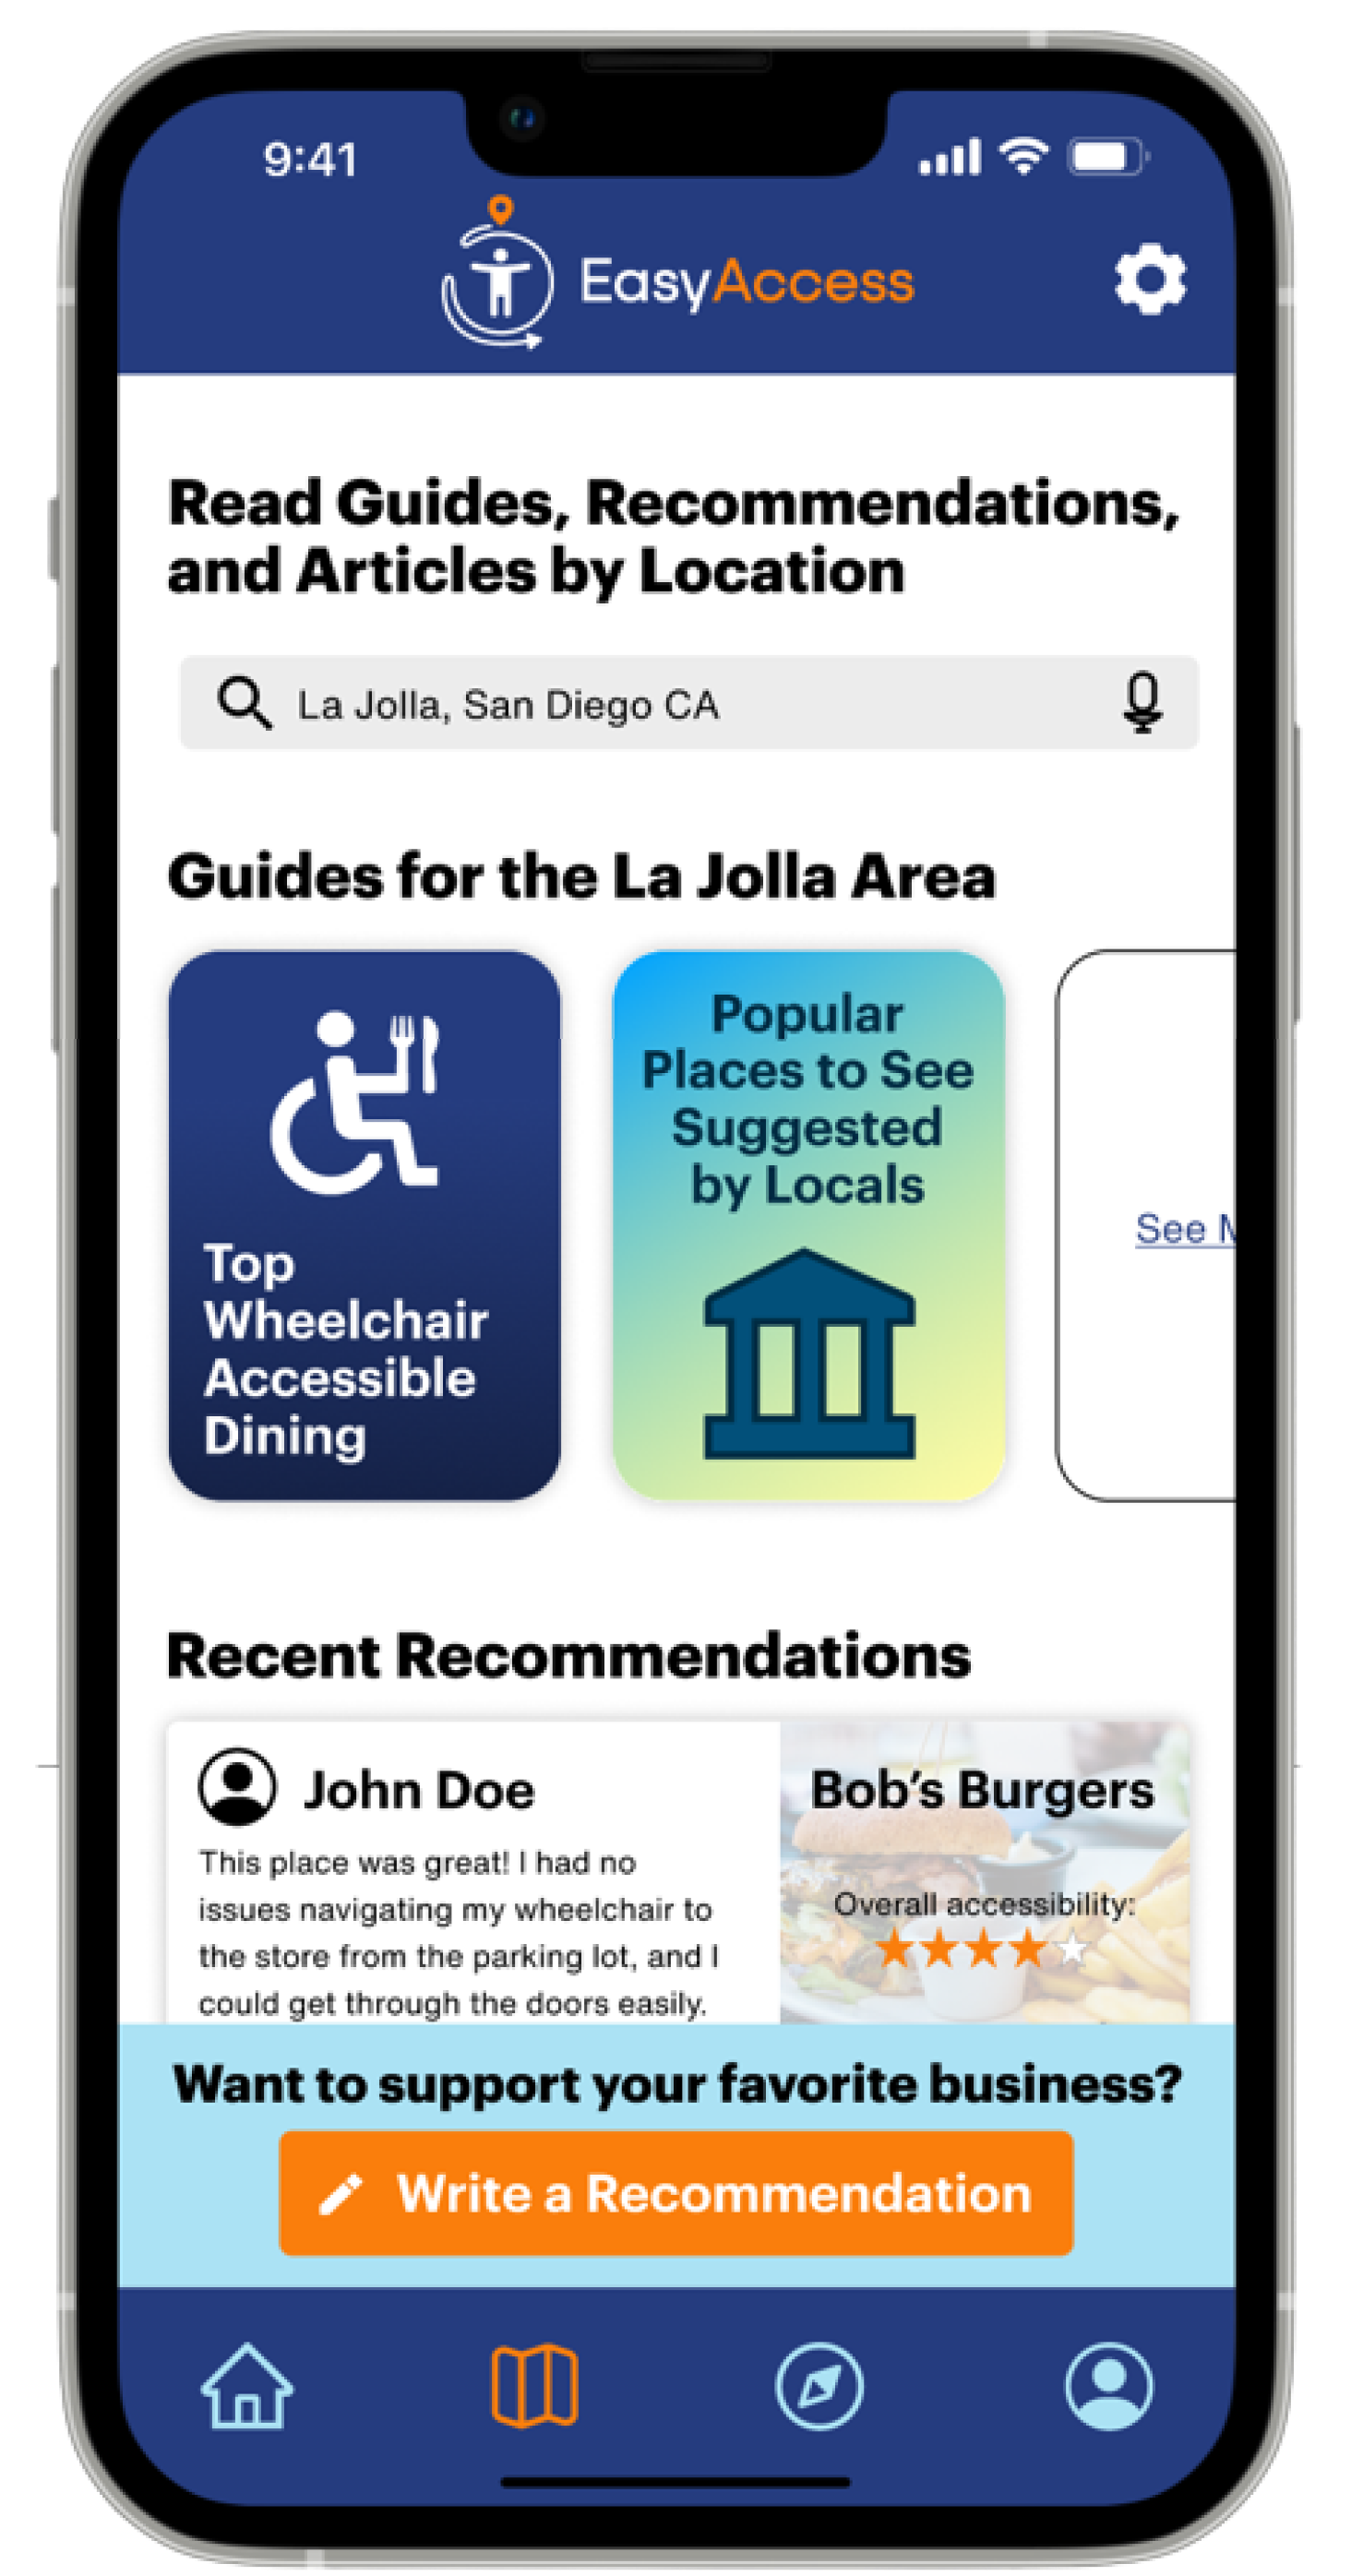 9:41
EasyAccess
Read Guides, Recommendations,
and Articles by Location
La Jolla, San Diego CA
Guides for the La Jolla Area
Top
Wheelchair
Accessible
Dining
Popular
Places to See
Suggested
by Locals
See
Recent Recommendations
John Doe
This place was great! I had no
issues navigating my wheelchair to
the store from the parking lot, and I
could get through the doors easily.
Bob's Burgers
Overall accessibility:
Want to support your favorite business?
Write a Recommendation